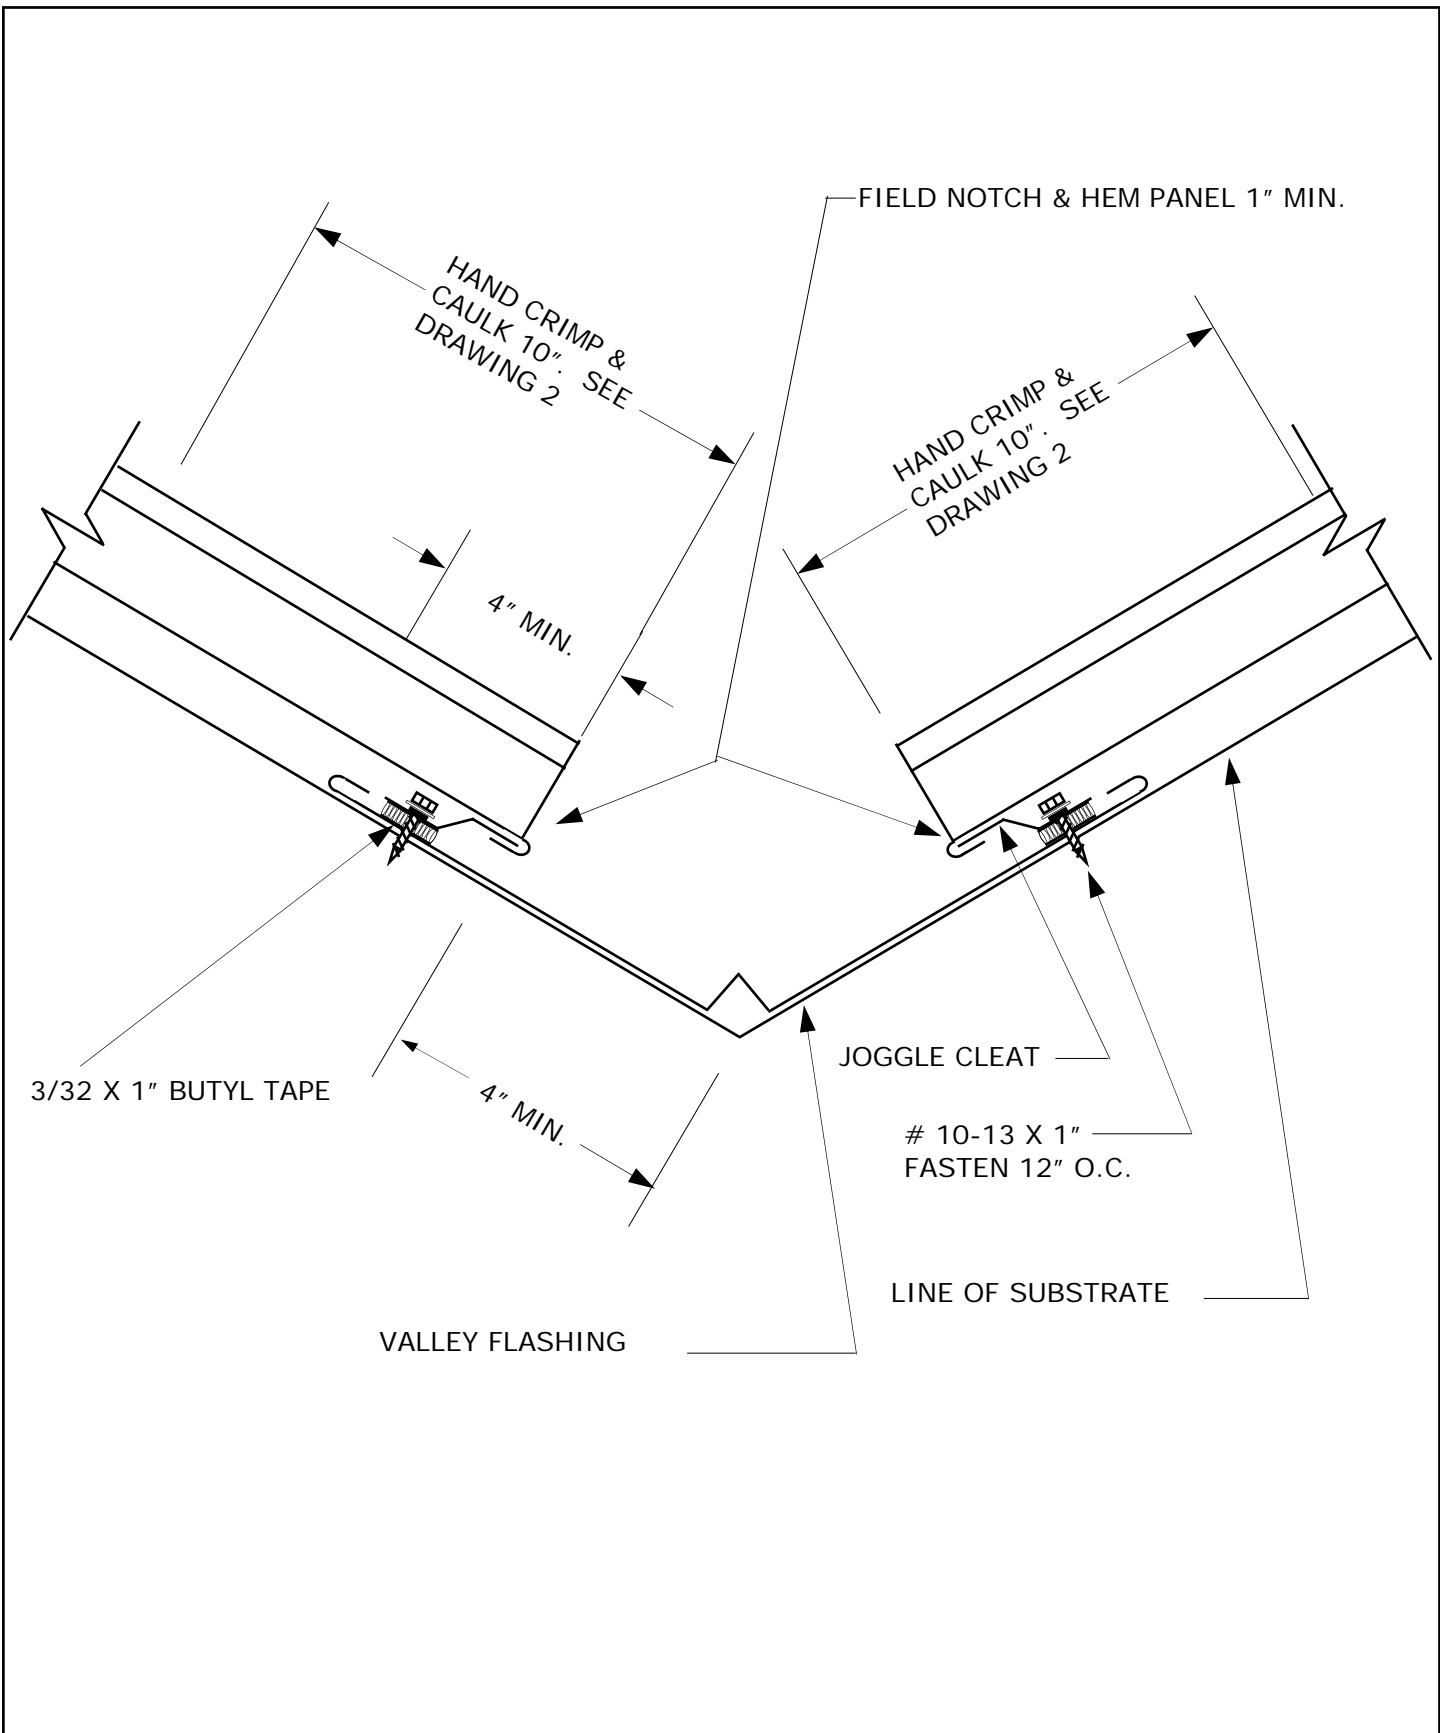 FIELD NOTCH & HEM PANEL 1" MIN.
HAND CRIMP &
CAULK 10".  SEE
DRAWING 2
HAND CRIMP &
CAULK 10".  SEE
DRAWING 2
4" MIN.
JOGGLE CLEAT
3/32 X 1" BUTYL TAPE
4" MIN.
# 10-13 X 1"
FASTEN 12" O.C.
LINE OF SUBSTRATE
VALLEY FLASHING